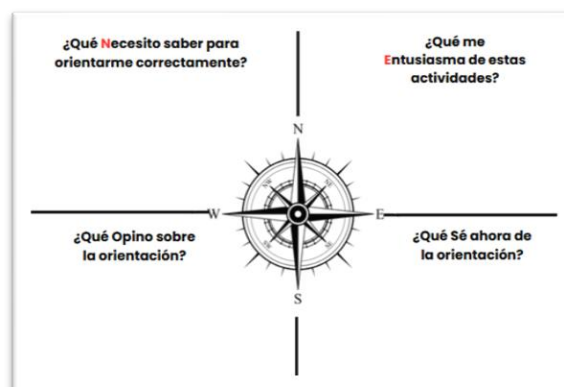 ¿Qué Necesito saber para
orientarme correctamente?
¿Qué me
Entusiasma de estas
actividades?
N
W
E
S
¿Qué Opino sobre
la orientación?
¿Qué Sé ahora de
la orientación?